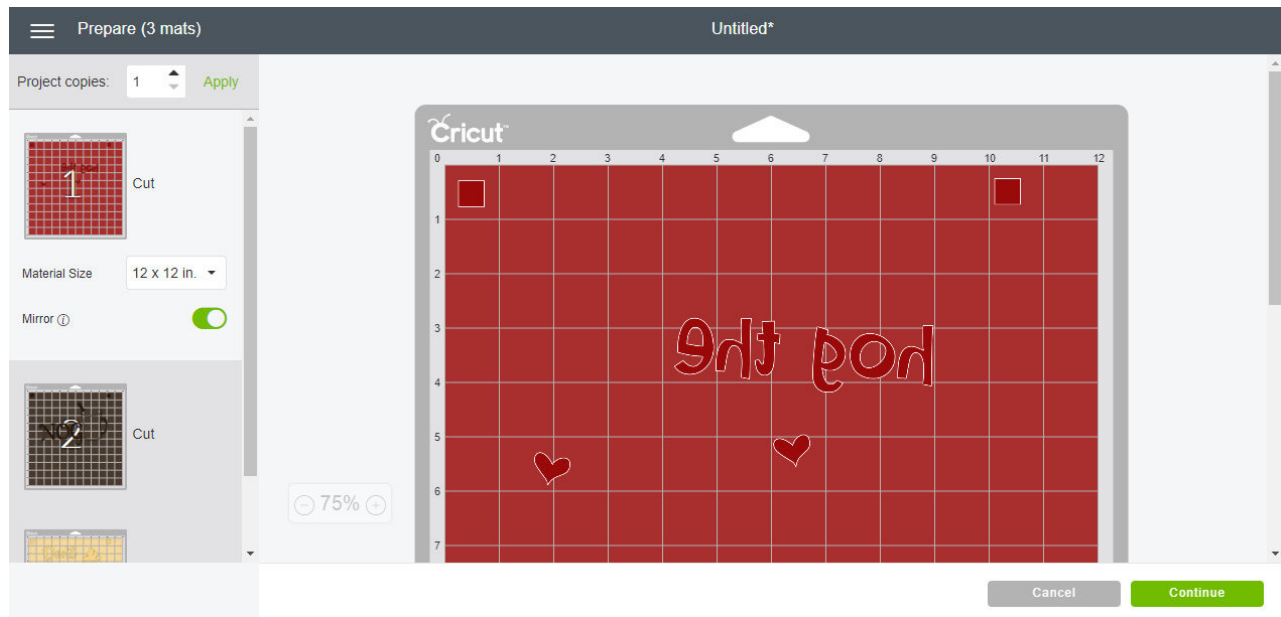 Prepare (3 mats)
Untitled*
Project copies: 1 Apply
1 Cut
Material Size 12 x 12 in.
Mirror
2 Cut
75%
Cricut
0 1 2 3 4 5 6 7 8 9 10 11 12
1
2
3
4
5
6
7
Cancel Continue